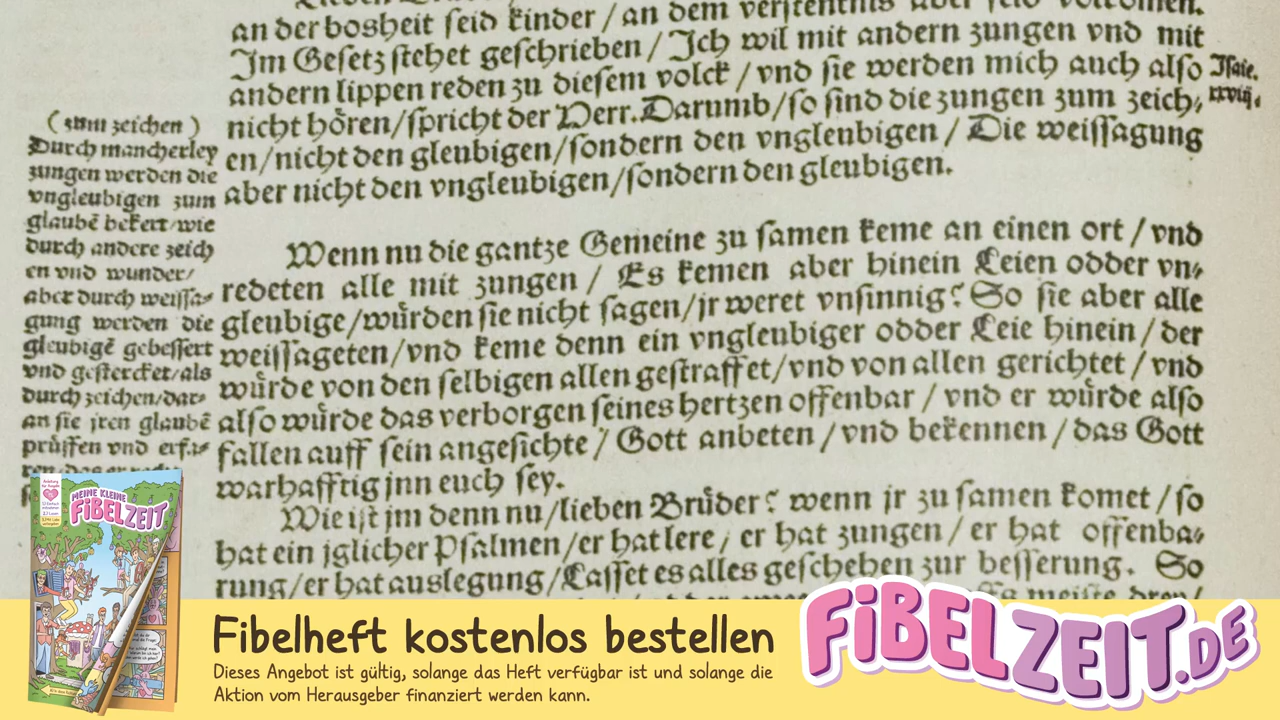 an der bosheit seid kinder / an dem verstentnis aber seid volkomen.
Im Gesetz stehet geschrieben / Ich wil mit andern zungen vnd mit
andern lippen reden zu diesem volck / vnd sie werden mich auch also
nicht hören/spricht der Herr. Darumb/so sind die zungen zum zeich,
en/nicht den gleubigen/sondern den vngleubigen / Die weissagung
aber nicht den vngleubigen/sondern den gleubigen.
Isaie.
xxviij.
( zum zeichen )
Durch mancherley
zungen werden die
vngleubigen zum
glaubē bekert/wie
durch andere zeich
en vnd wunder/
aber durch weissa-
gung werden die
gleubigē gebessert
vnd gestercket/als
durch zeichen/dar-
an sie jren glaubē
prüffen vnd
Wenn nu die gantze Gemeine zu samen keme an einen ort / vnd
redeten alle mit zungen / Es kemen aber hinein Leien odder vn,
gleubige/würden sie nicht sagen/jr weret vnsinnig? So sie aber alle
weissageten/vnd keme denn ein vngleubiger odder Leie hinein / der
würde von den selbigen allen gestraffet/vnd von allen gerichtet / vnd
also würde das verborgen seines hertzen offenbar / vnd er würde also
fallen auff sein angesichte / Gott anbeten / vnd bekennen / das Gott
warhafftig jnn euch sey.
Wie ist jm denn nu/lieben Brüder? wenn jr zu samen komet / so
hat ein jglicher Psalmen/er hat lere / er hat zungen / er hat offenba-
rung/er hat auslegung/Lasset es alles geschehen zur besserung. So
Anleitung
MEINE KLEINE
FiBELZEIT
Fibelheft kostenlos bestellen
Dieses Angebot ist gültig, solange das Heft verfügbar ist und solange die
Aktion vom Herausgeber finanziert werden kann.
FiBELZEIT.DE